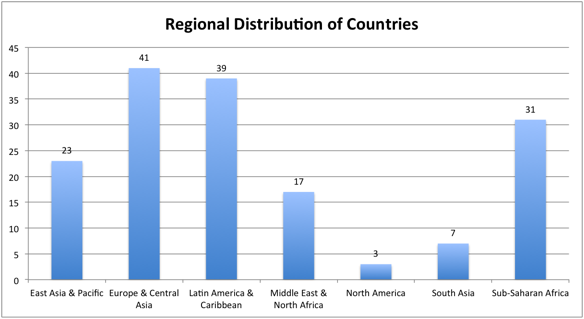 Regional Distribution of Countries
45
40
35
30
25
20
15
10
5
0
23
41
39
17
3
7
31
East Asia & Pacific
Europe & Central
Asia
Latin America &
Caribbean
Middle East &
North Africa
North America
South Asia
Sub-Saharan Africa